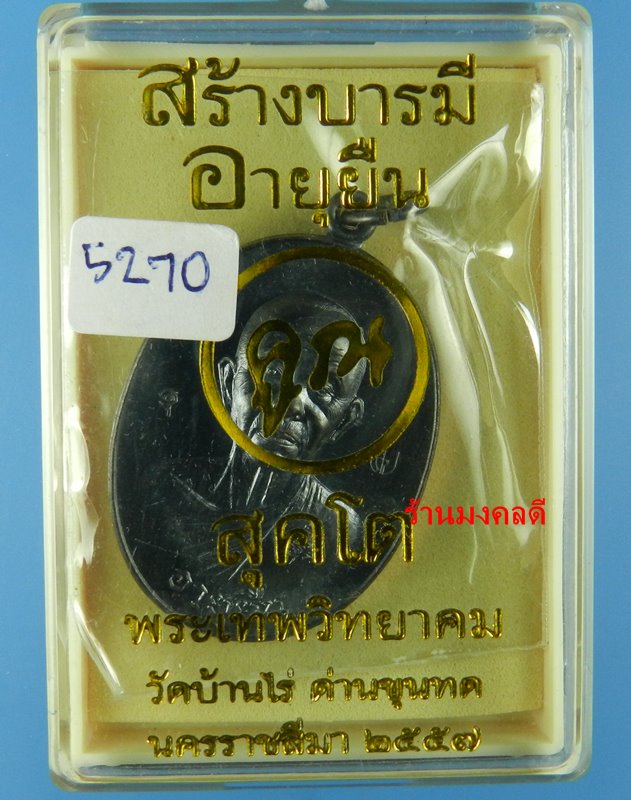 สร้างบารมี
อายุยืน
5270
คูณ
สุคโต
ร้านมงคลดี
พระเทพวิทยาคม
วัดบ้านไร่ ด่านขุนทด
นครราชสีมา ๒๕๕๗